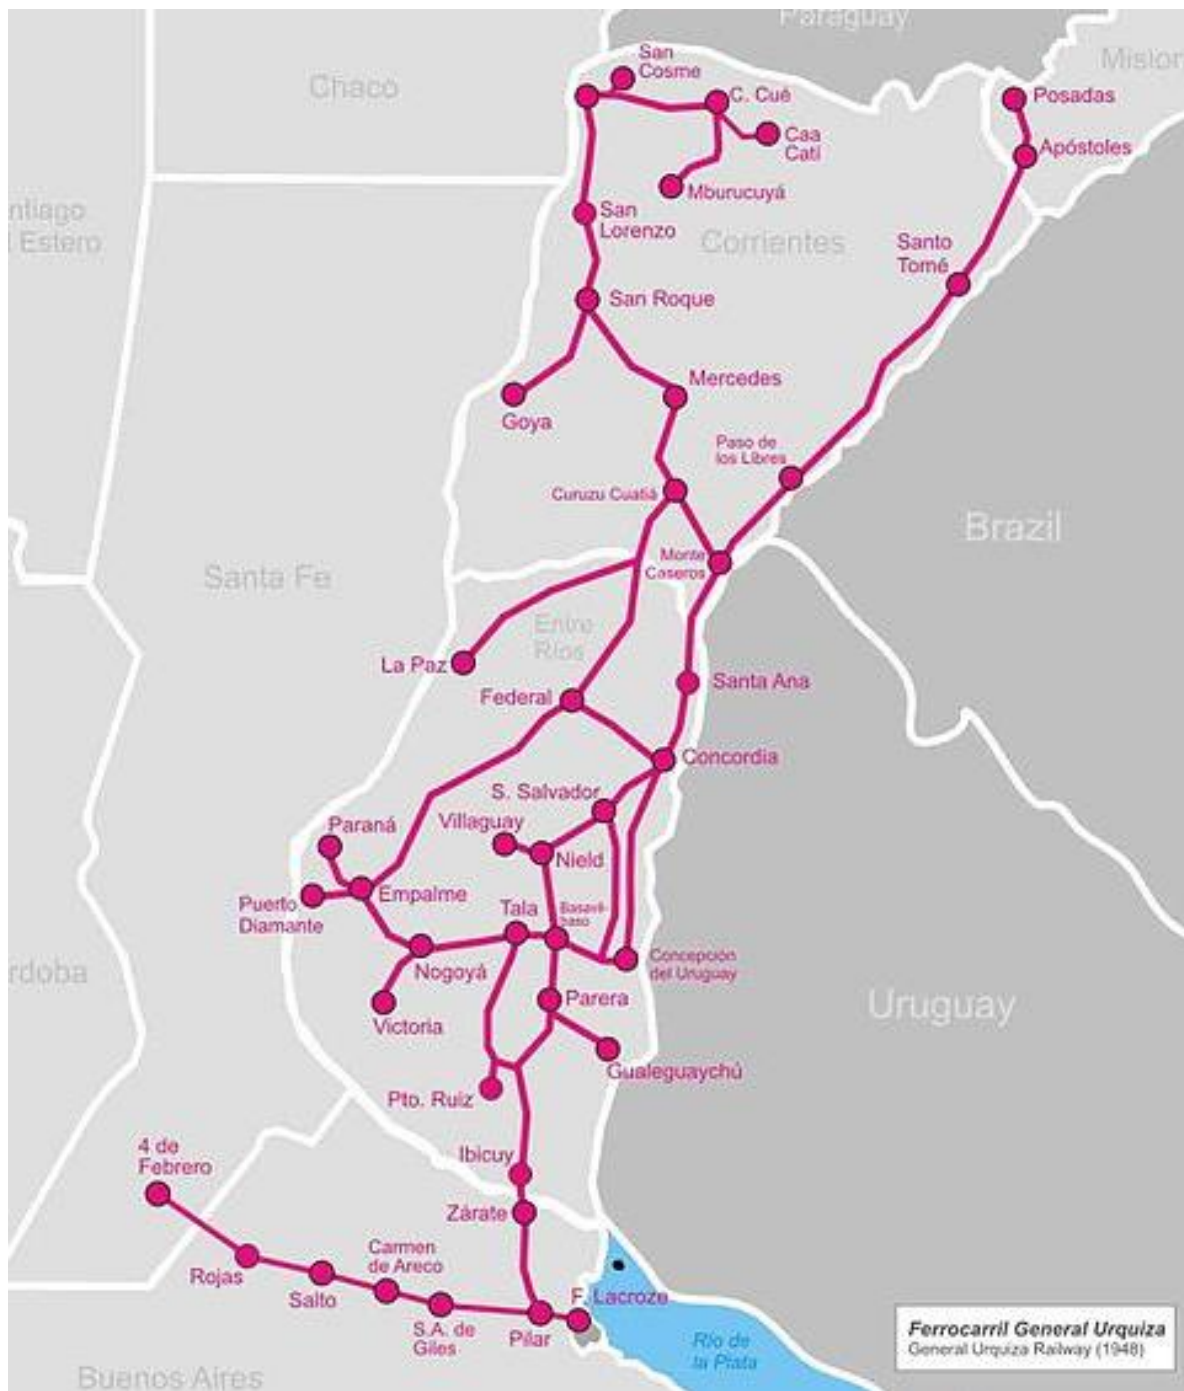 Paraguay
San
Cosme
Chaco
C. Cué
Posadas
Caa
Catí
Apóstoles
Mburucuyá
ntiago
l Estero
San
Lorenzo
Corrientes
Santo
Tomé
San Roque
Mercedes
Goya
Paso de
los Libres
Curuzu Cuatiá
Brazil
Monte
Caseros
Santa Fe
Entre
Ríos
La Paz
Santa Ana
Federal
Concordia
S. Salvador
Villaguay
Paraná
Nield
Empalme
Puerto
Diamante
Tala
Basavil-
baso
Nogoyá
Concepción
del Uruguay
rdoba
Parera
Uruguay
Victoria
Gualeguaychú
Pto. Ruiz
4 de
Febrero
Ibicuy
Zárate
Carmen
de Areco
Rojas
Salto
F. Lacroze
S.A. de
Giles
Pilar
Río de
la Plata
Ferrocarril General Urquiza
General Urquiza Railway (1948)
Buenos Aires